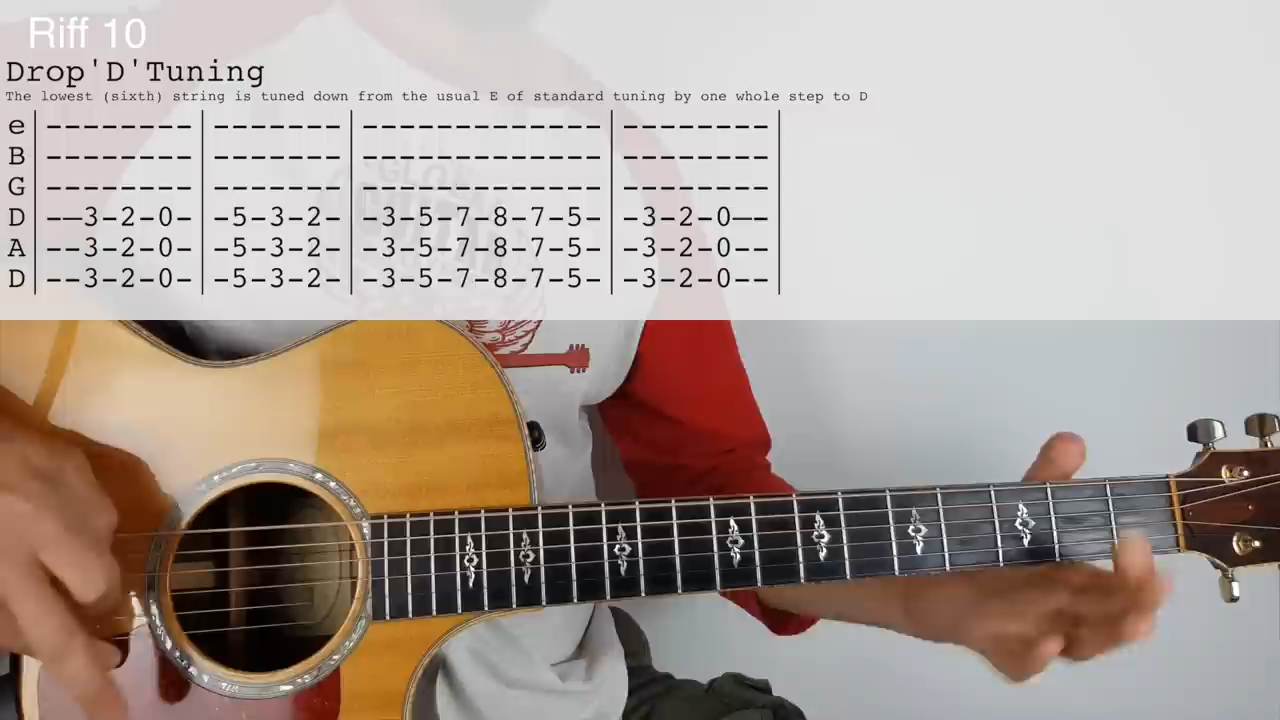 Riff 10
Drop'D'Tuning
The lowest (sixth) string is tuned down from the usual E of standard tuning by one whole step to D
e|--------|-------|-------------|--------|
B|--------|-------|-------------|--------|
G|--------|-------|-------------|--------|
D|--3-2-0-|-5-3-2-|-3-5-7-8-7-5-|-3-2-0--|
A|--3-2-0-|-5-3-2-|-3-5-7-8-7-5-|-3-2-0--|
D|--3-2-0-|-5-3-2-|-3-5-7-8-7-5-|-3-2-0--|